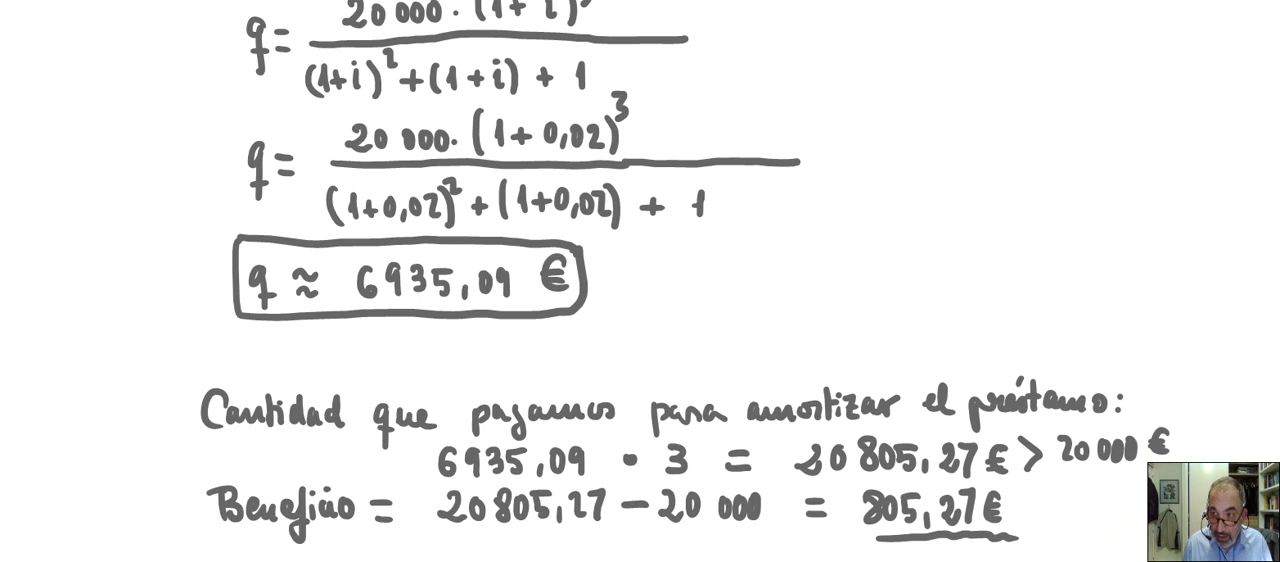 q = 20 000 · (1 + i)³ / (1+i)² + (1 + i) + 1
q = 20 000 · (1 + 0,02)³ / (1+0,02)² + (1+0,02) + 1
q ≈ 6935,09 €
Cantidad que pagamos para amortizar el préstamo:
6935,09 · 3 = 20 805,27 € > 20 000 €
Beneficio = 20805,27 − 20 000 = 805,27 €